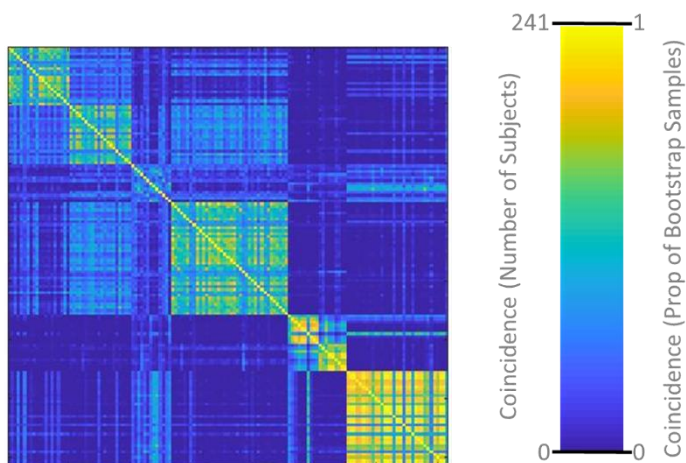 241
1
Coincidence (Number of Subjects)
Coincidence (Prop of Bootstrap Samples)
0
0